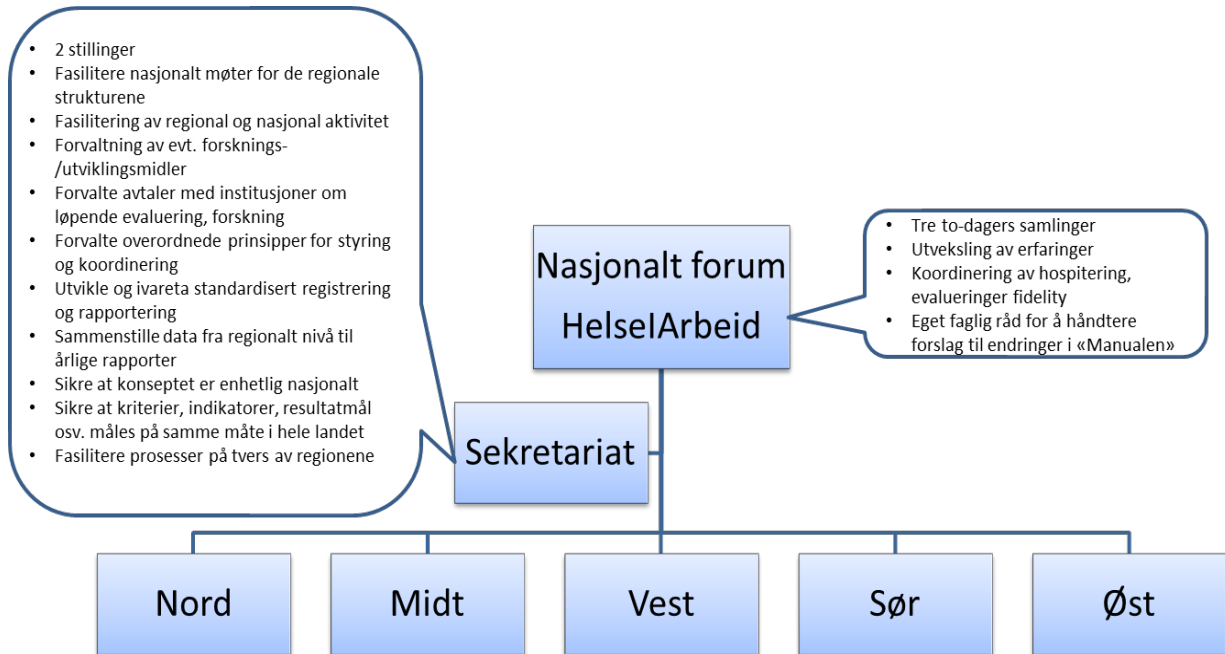 • 2 stillinger
• Fasilitere nasjonalt møter for de regionale
strukturene
• Fasilitering av regional og nasjonal aktivitet
• Forvaltning av evt. forsknings-
/utviklingsmidler
• Forvalte avtaler med institusjoner om
løpende evaluering, forskning
• Forvalte overordnede prinsipper for styring
og koordinering
• Utvikle og ivareta standardisert registrering
og rapportering
• Sammenstille data fra regionalt nivå til
årlige rapporter
• Sikre at konseptet er enhetlig nasjonalt
• Sikre at kriterier, indikatorer, resultatmål
osv. måles på samme måte i hele landet
• Fasilitere prosesser på tvers av regionene
Nasjonalt forum
HelseIArbeid
• Tre to-dagers samlinger
• Utveksling av erfaringer
• Koordinering av hospitering,
evalueringer fidelity
• Eget faglig råd for å håndtere
forslag til endringer i «Manualen»
Sekretariat
Nord
Midt
Vest
Sør
Øst